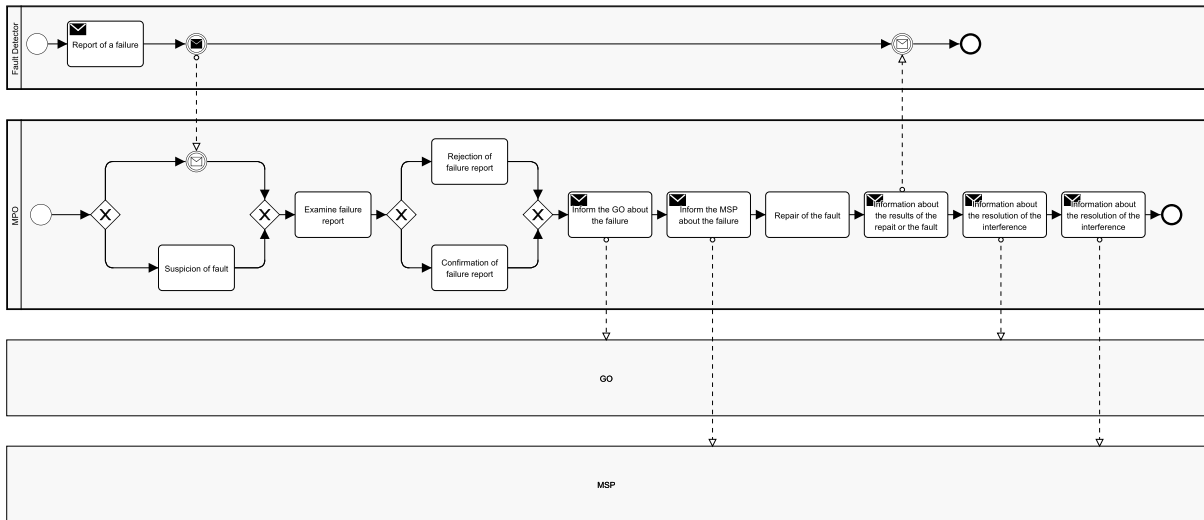 Fault Detector
Report of a failure
MPO
Suspicion of fault
Examine failure
report
Rejection of
failure report
Confirmation of
failure report
Inform the GO about
the failure
Inform the MSP
about the failure
Repair of the fault
Information about
the results of the
repait or the fault
Information about
the resolution of the
interference
Information about
the resolution of the
interference
GO
MSP